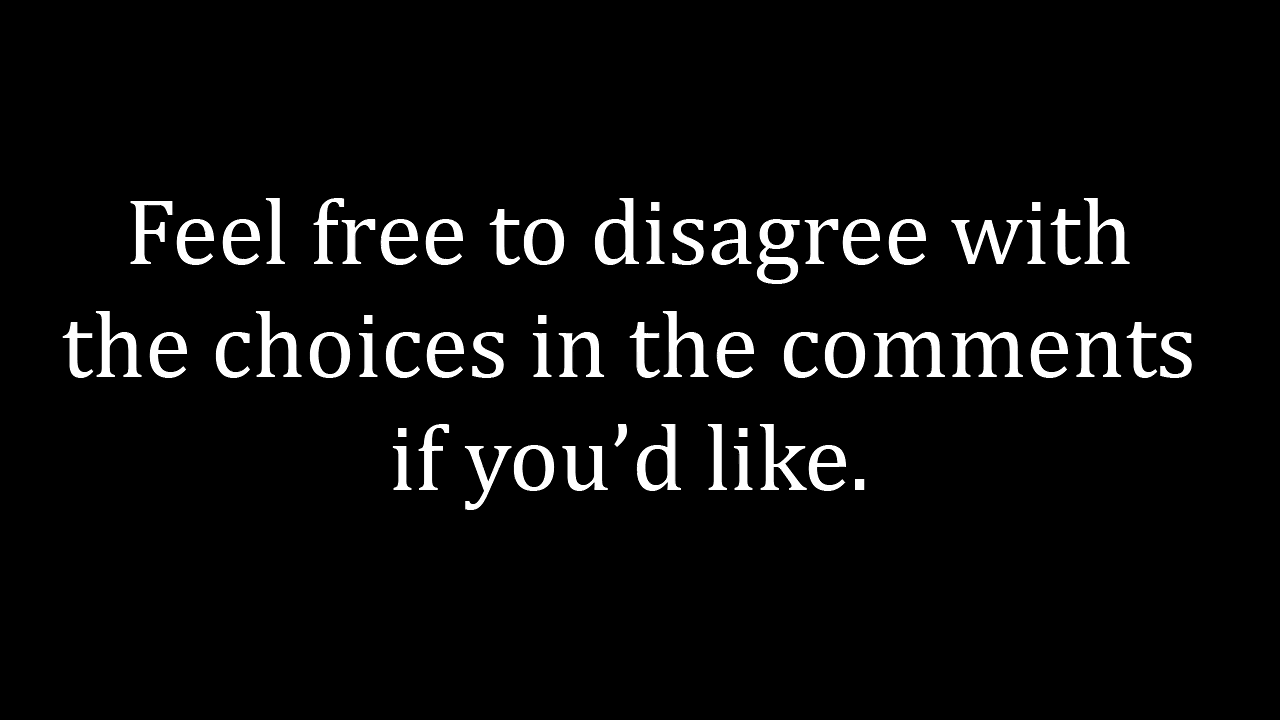 Feel free to disagree with
the choices in the comments
if you’d like.